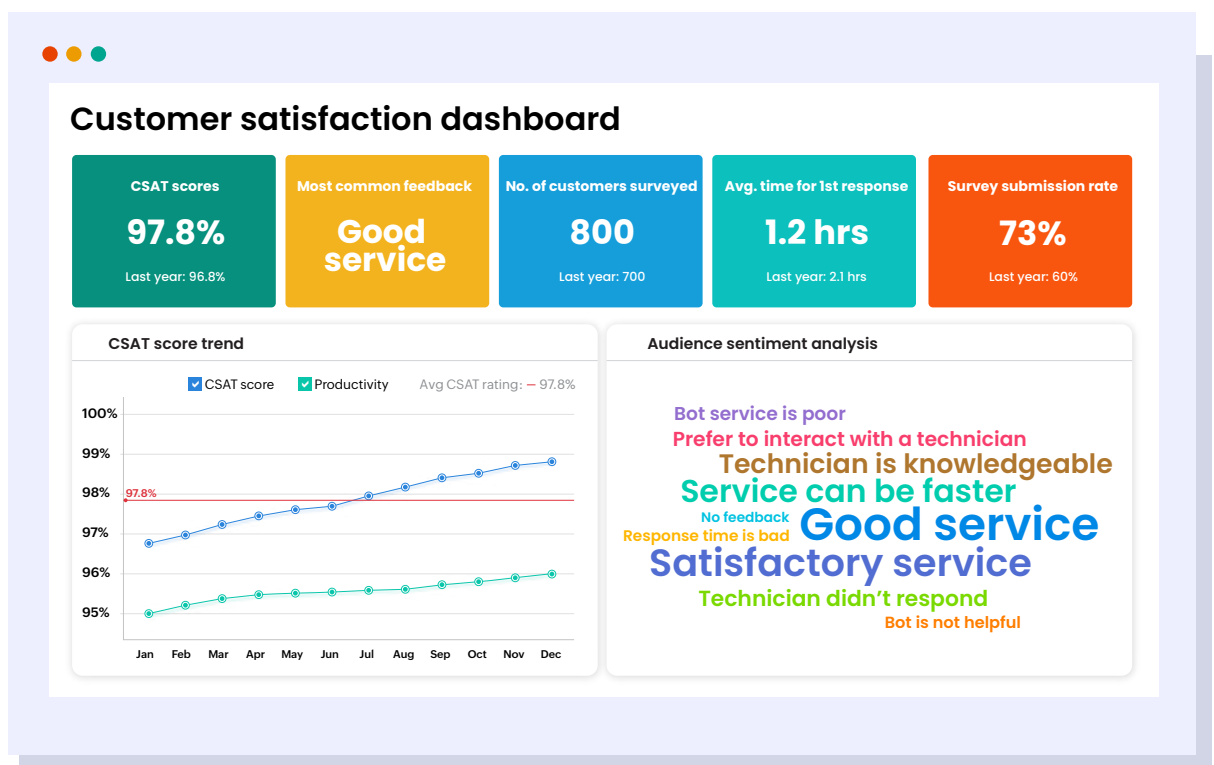 Customer satisfaction dashboard
CSAT scores
97.8%
Last year: 96.8%
Most common feedback
Good
service
No. of customers surveyed
800
Last year: 700
Avg. time for 1st response
1.2 hrs
Last year: 2.1 hrs
Survey submission rate
73%
Last year: 60%
CSAT score trend
CSAT score
Productivity
Avg CSAT rating: – 97.8%
100%
99%
98%
97.8%
97%
96%
95%
Jan Feb Mar Apr May Jun Jul Aug Sep Oct Nov Dec
Audience sentiment analysis
Bot service is poor
Prefer to interact with a technician
Technician is knowledgeable
Service can be faster
No feedback
Good service
Response time is bad
Satisfactory service
Technician didn’t respond
Bot is not helpful